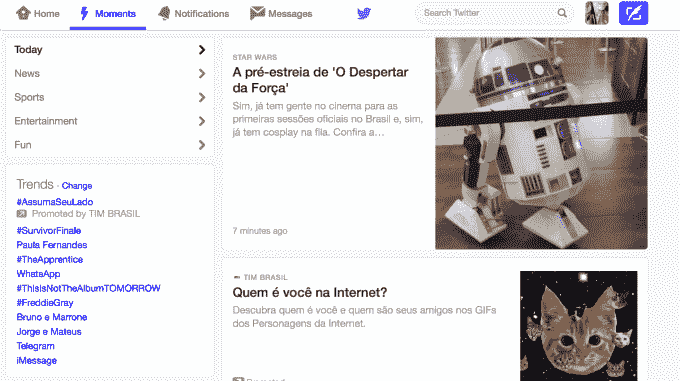 Home Moments Notifications Messages Search Twitter
Today
News
Sports
Entertainment
Fun
Trends · Change
#AssumaSeuLado
Promoted by TIM BRASIL
#SurvivorFinale
Paula Fernandes
#TheApprentice
WhatsApp
#ThisIsNotTheAlbumTOMORROW
#FreddieGray
Bruno e Marrone
Jorge e Mateus
Telegram
iMessage
STAR WARS
A pré-estreia de 'O Despertar
da Força'
Sim, já tem gente no cinema para as
primeiras sessões oficiais no Brasil e, sim,
já tem cosplay na fila. Confira a...
7 minutes ago
TIM BRASIL
Quem é você na Internet?
Descubra quem é você e quem são seus amigos nos GIFs
dos Personagens da Internet.
Promoted